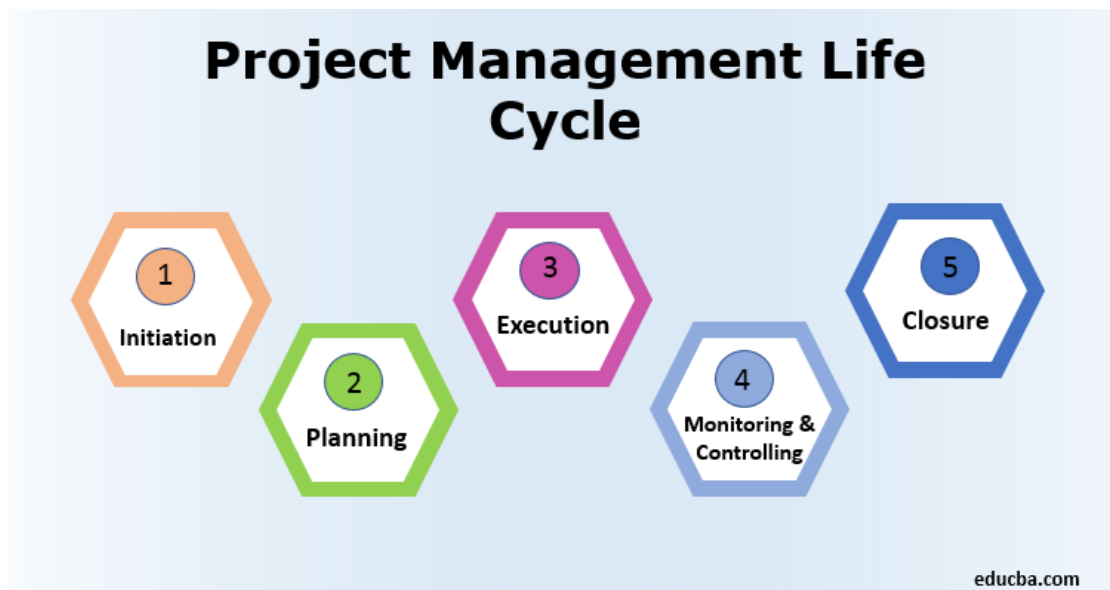 Project Management Life
Cycle
1
Initiation
2
Planning
3
Execution
4
Monitoring &
Controlling
5
Closure
educba.com